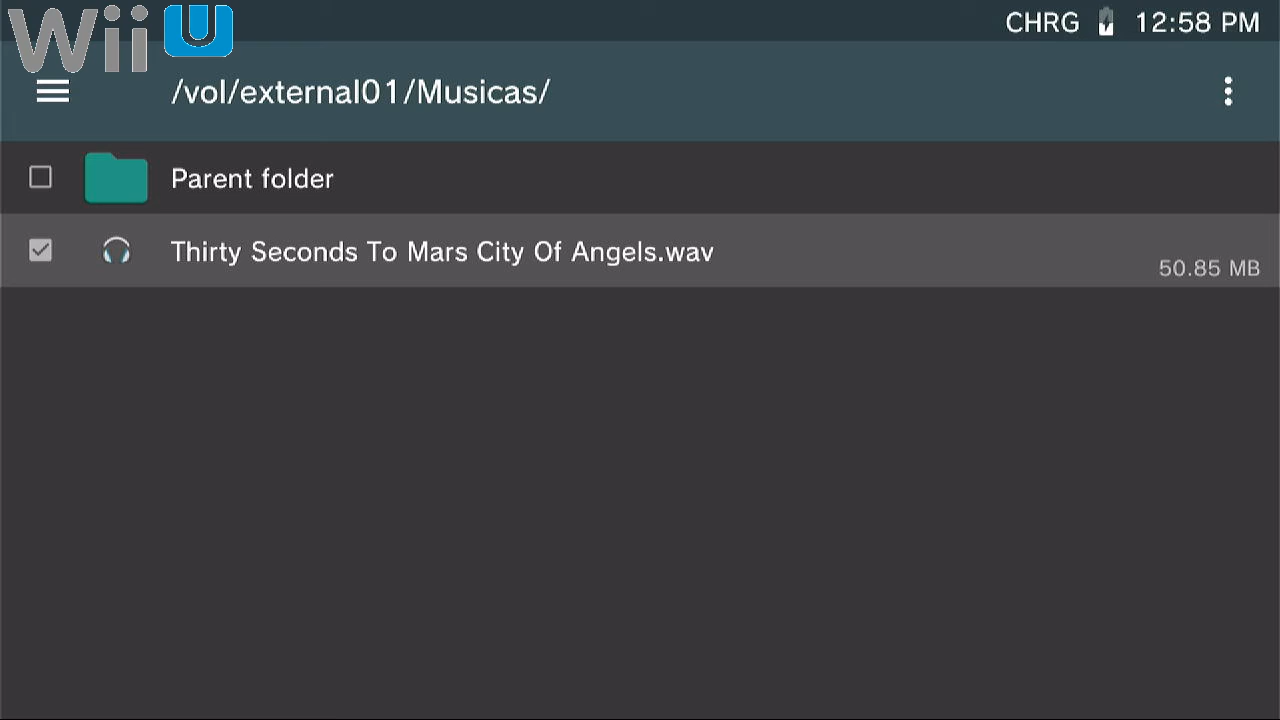 Wii U
CHRG 12:58 PM
/vol/external01/Musicas/
Parent folder
Thirty Seconds To Mars City Of Angels.wav
50.85 MB